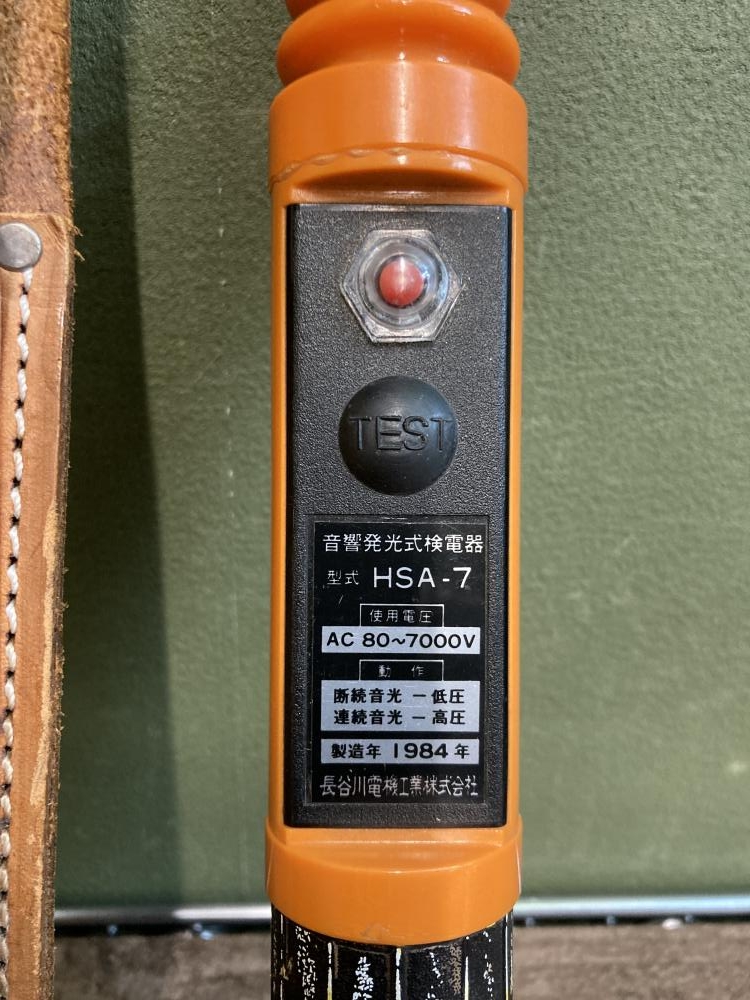 TEST
音響発光式検電器
型式 HSA-7
使用電圧
AC 80~7000V
動作
断続音光ー低圧
連続音光ー高圧
製造年 1984年
長谷川電機工業株式会社